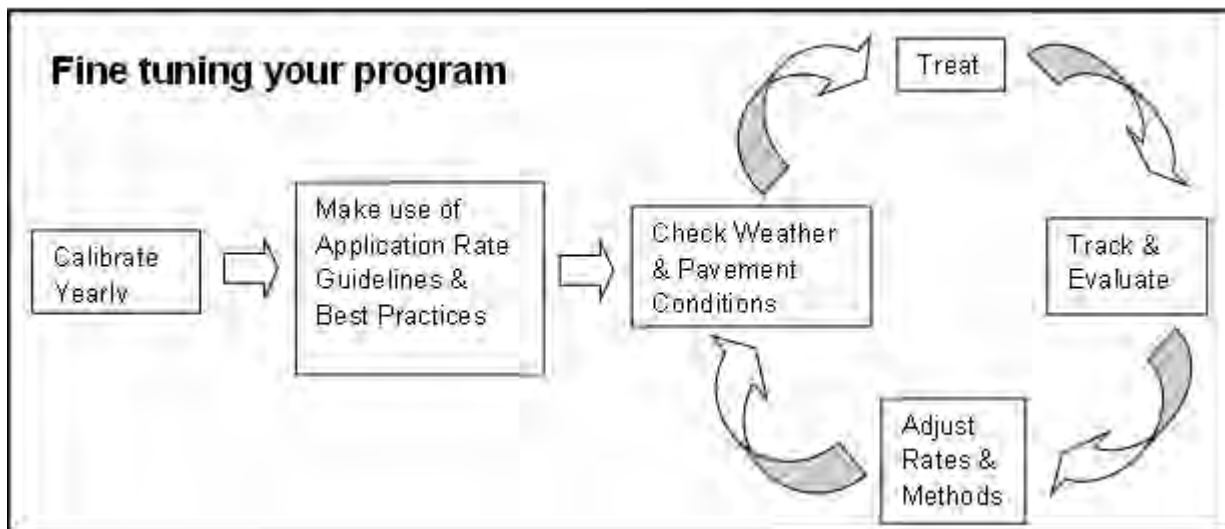 Fine tuning your program
Calibrate
Yearly
Make use of
Application Rate
Guidelines &
Best Practices
Check Weather
& Pavement
Conditions
Treat
Track &
Evaluate
Adjust
Rates &
Methods